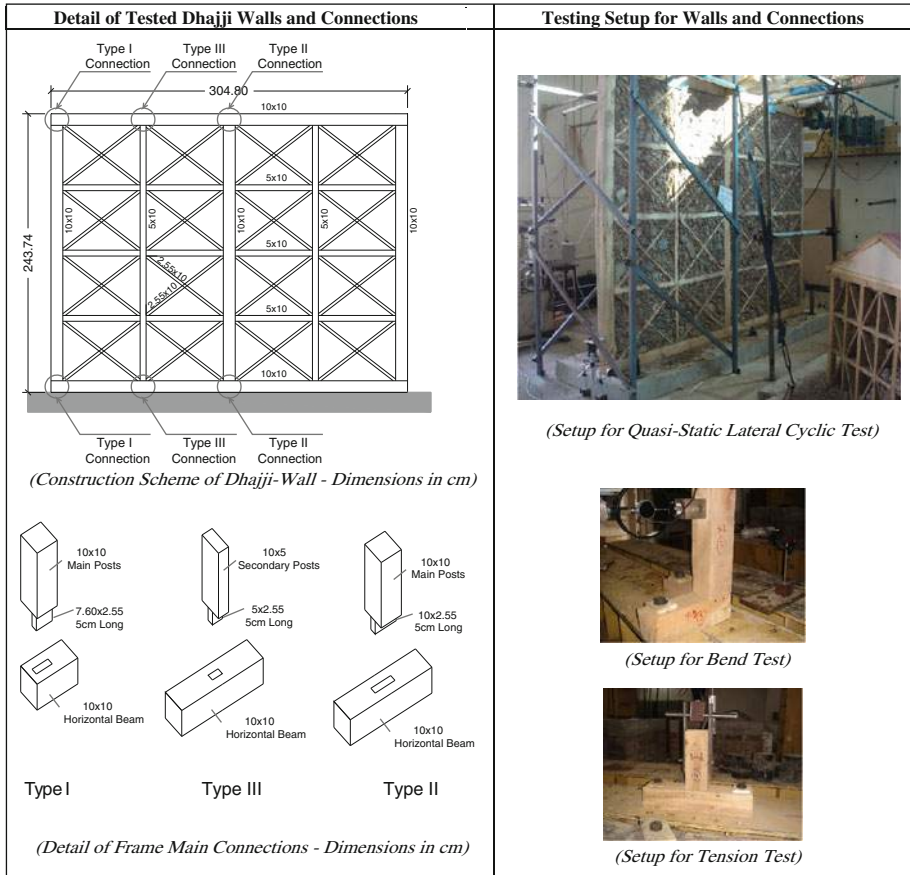 Detail of Tested Dhajji Walls and Connections
Testing Setup for Walls and Connections
Type I
Connection
Type III
Connection
Type II
Connection
304.80
10x10
243.74
5x10
10x10
5x10
10x10
5x10
10x10
5x10
2.55x10
2.55x10
5x10
10x10
Type I
Connection
Type III
Connection
Type II
Connection
(Construction Scheme of Dhajji-Wall - Dimensions in cm)
10x10
Main Posts
7.60x2.55
5cm Long
10x10
Horizontal Beam
10x5
Secondary Posts
5x2.55
5cm Long
10x10
Horizontal Beam
10x10
Main Posts
10x2.55
5cm Long
10x10
Horizontal Beam
Type I
Type III
Type II
(Detail of Frame Main Connections - Dimensions in cm)
(Setup for Quasi-Static Lateral Cyclic Test)
(Setup for Bend Test)
(Setup for Tension Test)